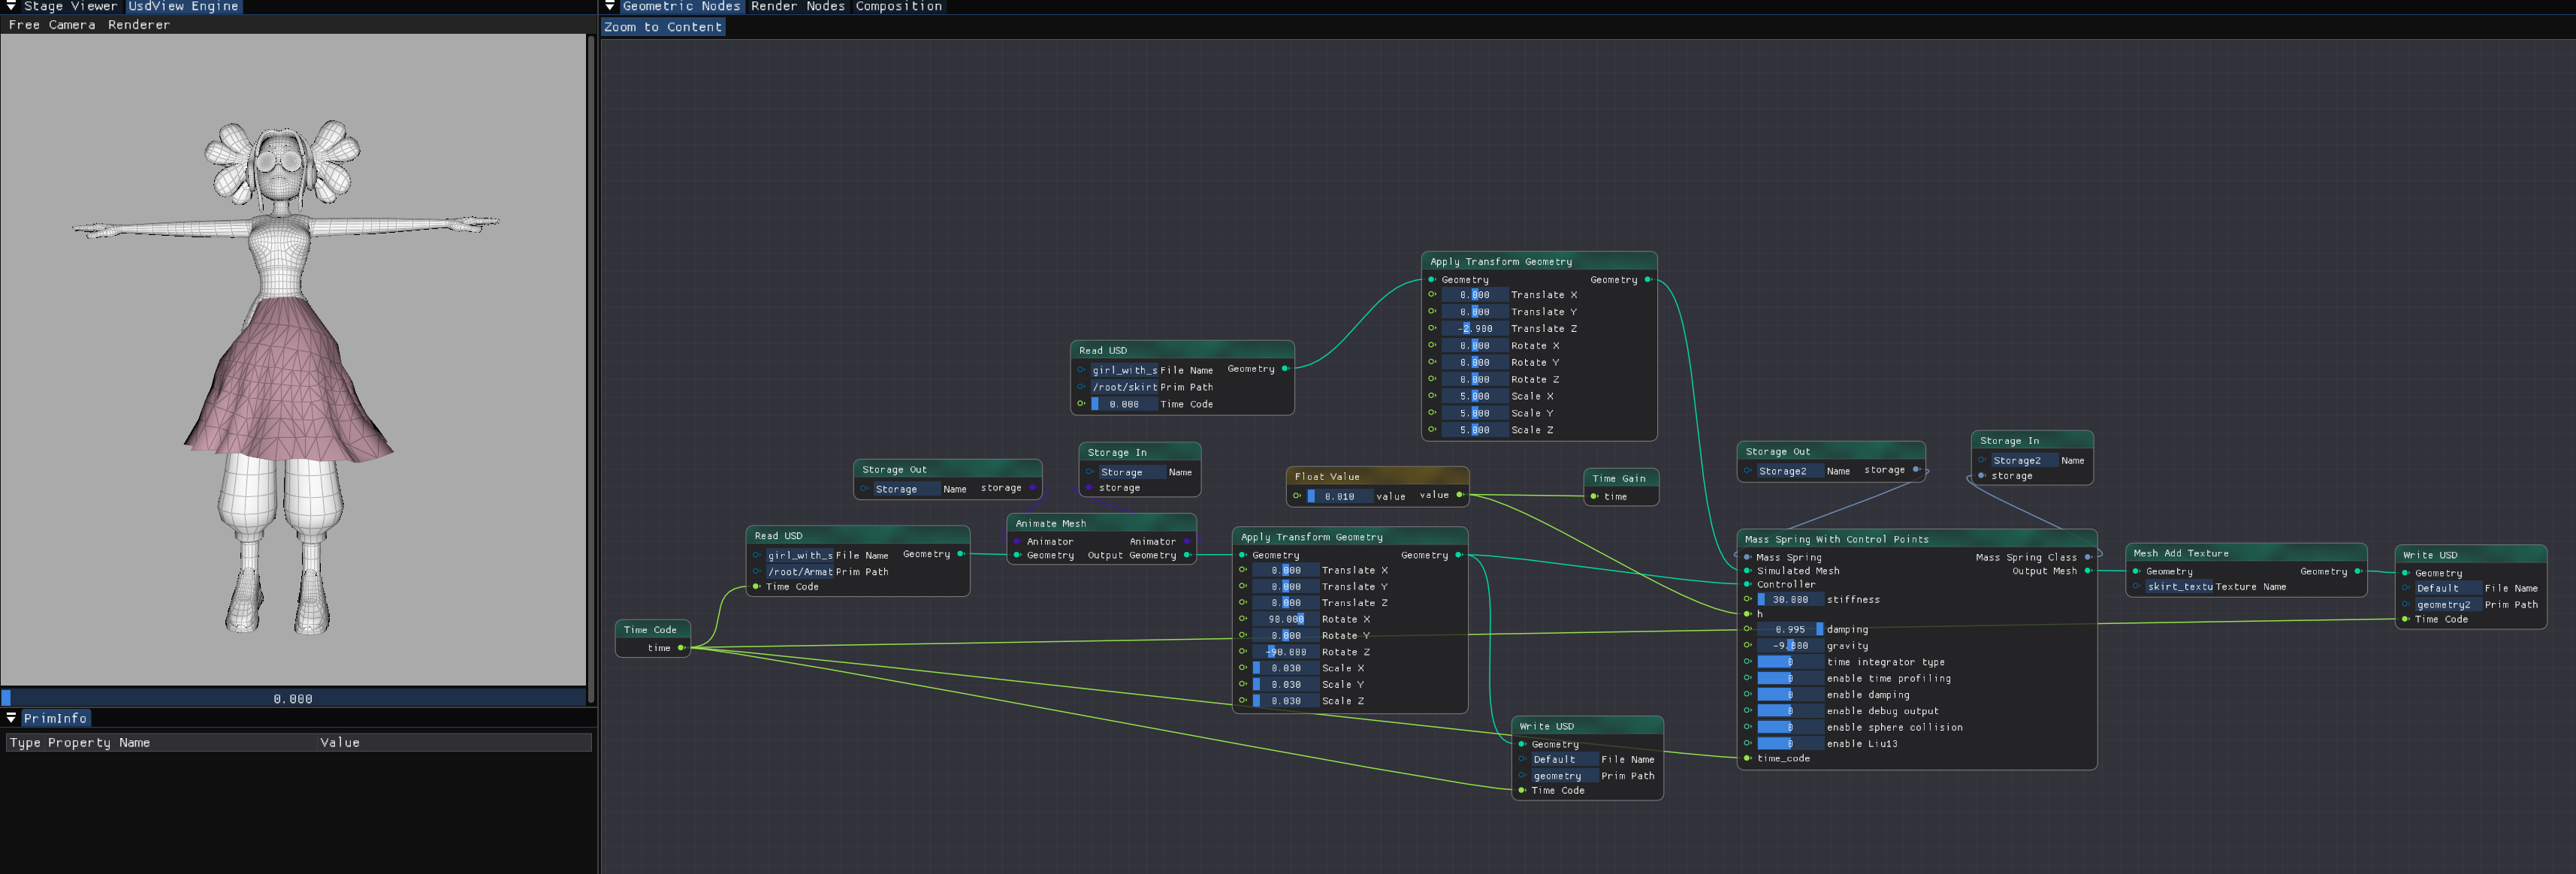 Stage Viewer UsdView Engine
Free Camera Renderer
0.000
PrimInfo
Type Property Name Value
Geometric Nodes Render Nodes Composition
Zoom to Content
Apply Transform Geometry
Geometry Geometry
0.000 Translate X
0.000 Translate Y
-2.900 Translate Z
0.000 Rotate X
0.000 Rotate Y
0.000 Rotate Z
5.000 Scale X
5.000 Scale Y
5.000 Scale Z
Read USD
girl_with_s File Name Geometry
/root/skirt Prim Path
0.000 Time Code
Storage Out
Storage Name storage
Storage In
Storage Name
storage
Float Value
0.010 value value
Time Gain
time
Storage Out
Storage2 Name storage
Storage In
Storage2 Name
storage
Read USD
girl_with_s File Name Geometry
/root/Armat Prim Path
Time Code
Animate Mesh
Animator Animator
Geometry Output Geometry
Time Code
time
Apply Transform Geometry
Geometry Geometry
0.000 Translate X
0.000 Translate Y
0.000 Translate Z
90.000 Rotate X
0.000 Rotate Y
-90.000 Rotate Z
0.030 Scale X
0.030 Scale Y
0.030 Scale Z
Write USD
Geometry
Default File Name
geometry Prim Path
Time Code
Mass Spring With Control Points
Mass Spring Mass Spring Class
Simulated Mesh Output Mesh
Controller
30.000 stiffness
h
0.995 damping
-9.800 gravity
0 time integrator type
0 enable time profiling
0 enable damping
0 enable debug output
0 enable sphere collision
0 enable Liu13
time_code
Mesh Add Texture
Geometry Geometry
skirt_textu Texture Name
Write USD
Geometry
Default File Name
geometry2 Prim Path
Time Code